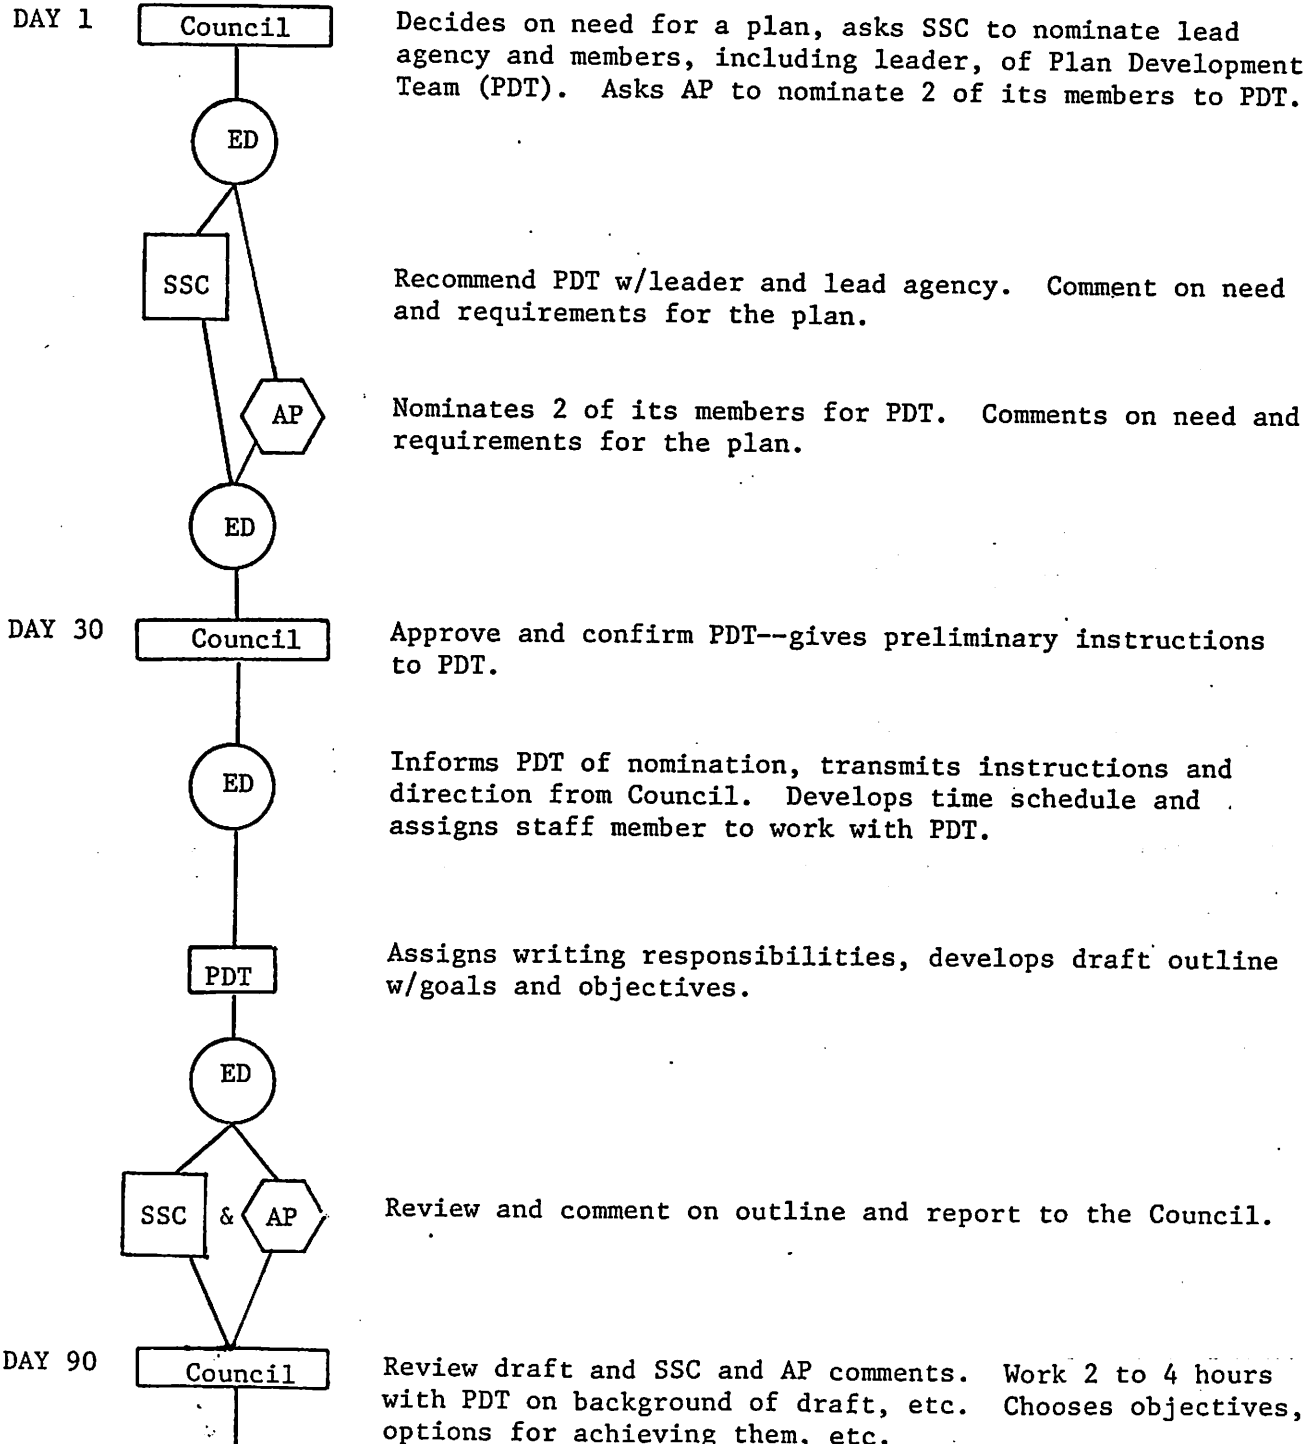 DAY 1
Council
Decides on need for a plan, asks SSC to nominate lead
agency and members, including leader, of Plan Development
Team (PDT). Asks AP to nominate 2 of its members to PDT.
ED
SSC
Recommend PDT w/leader and lead agency. Comment on need
and requirements for the plan.
AP
Nominates 2 of its members for PDT. Comments on need and
requirements for the plan.
ED
DAY 30
Council
Approve and confirm PDT--gives preliminary instructions
to PDT.
ED
Informs PDT of nomination, transmits instructions and
direction from Council. Develops time schedule and
assigns staff member to work with PDT.
PDT
Assigns writing responsibilities, develops draft outline
w/goals and objectives.
ED
SSC & AP
Review and comment on outline and report to the Council.
DAY 90
Council
Review draft and SSC and AP comments. Work 2 to 4 hours
with PDT on background of draft, etc. Chooses objectives,
options for achieving them, etc.